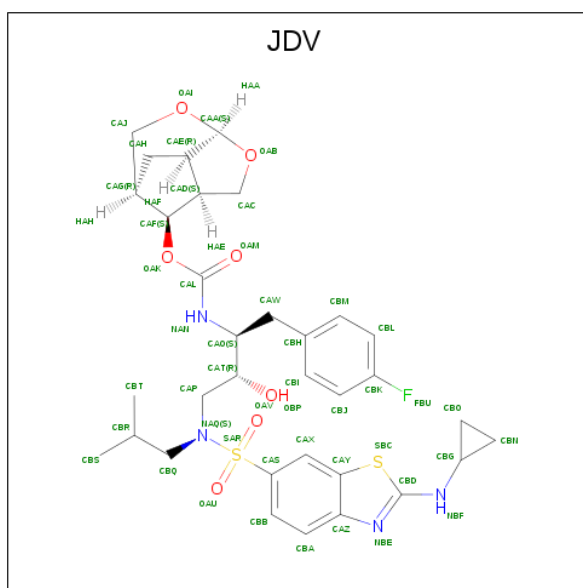 JDV
HAA
OAI
CAA(S)
CAJ
CAE(R)
CAH
OAB
H
H
CAG(R)
CAD(S)
CAC
H
HAF
HAH
CAF(S)
H
HAE
OAK
OAM
O
O
CAL
CAW
CBM
HN
CBL
NAN
CBH
CAO(S)
CBI
CBK
F
CAT(R)
CBJ
FBU
CAP
OH
CBT
OAV
OBP
CBO
NAQ(S)
O
CBR
SAR
CAX
SBC
CBN
N
CAY
S
CBG
CBS
S
CAS
CBD
CBQ
O
N
OAU
CBB
CAZ
N
H
NBF
CBA
NBE
O
O